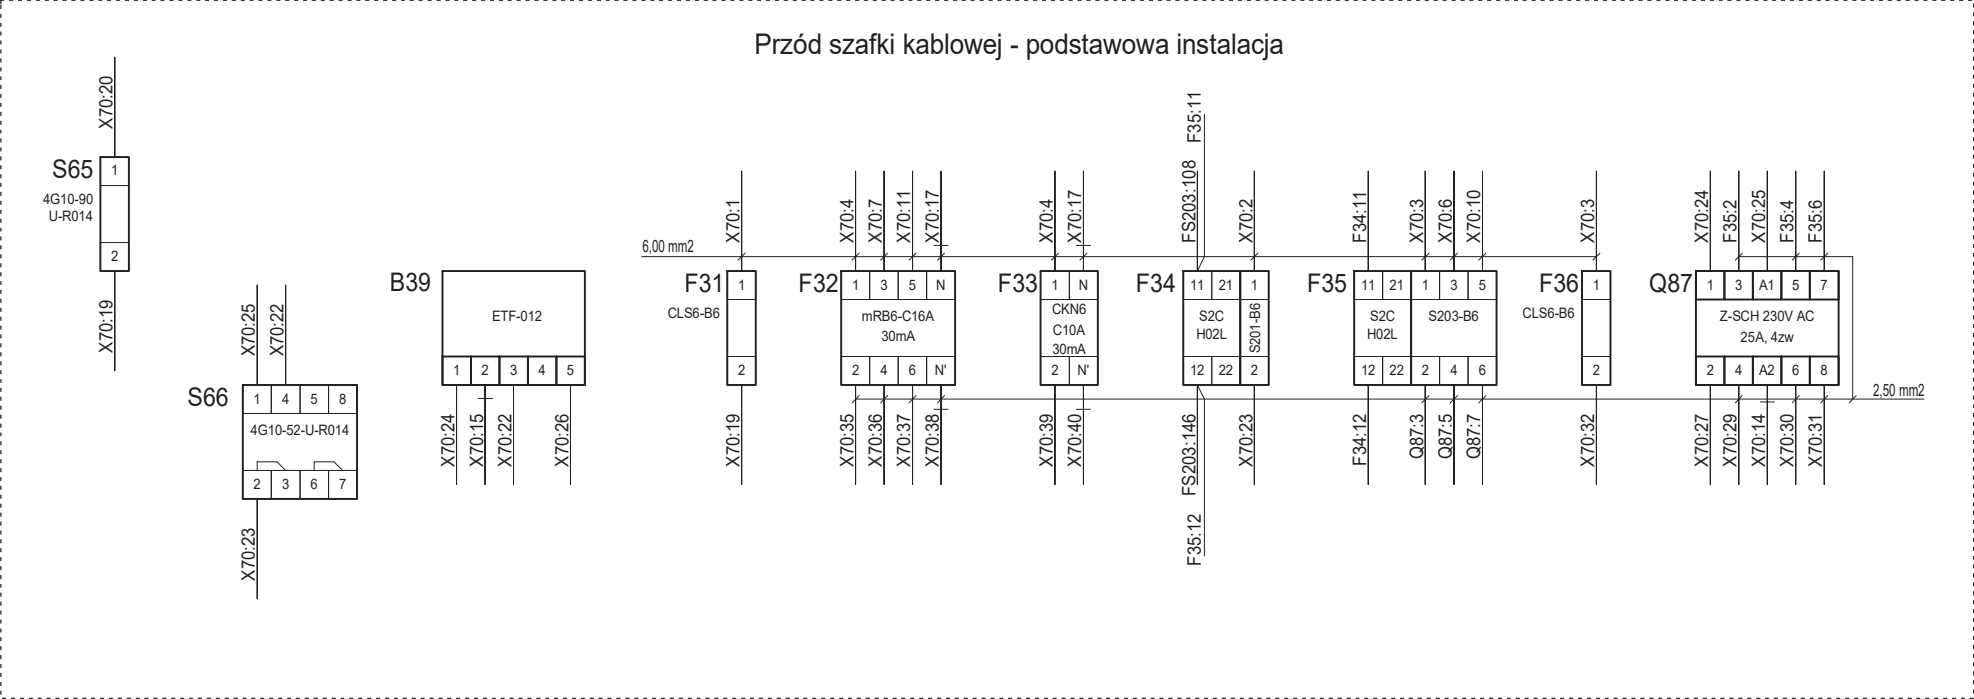 Przód szafki kablowej - podstawowa instalacja
X70:20
S65
1
4G10-90
U-R014
2
X70:19
X70:25
X70:22
S66
1 4 5 8
4G10-52-U-R014
2 3 6 7
X70:23
B39
ETF-012
1 2 3 4 5
X70:24
X70:15
X70:22
X70:26
6,00 mm2
X70:1
F31
1
CLS6-B6
2
X70:19
X70:4
X70:7
X70:11
X70:17
F32
1 3 5 N
mRB6-C16A
30mA
2 4 6 N'
X70:35
X70:36
X70:37
X70:38
X70:4
X70:17
F33
1 N
CKN6
C10A
30mA
2 N'
X70:39
X70:40
F35:11
FS203:108
X70:2
F34
11 21 1
S2C
H02L
S201-B6
12 22 2
FS203:146
F35:12
X70:23
F34:11
X70:3
X70:6
X70:10
F35
11 21 1 3 5
S2C
H02L
S203-B6
12 22 2 4 6
F34:12
Q87:3
Q87:5
Q87:7
X70:3
F36
1
CLS6-B6
2
X70:32
X70:24
F35:2
X70:25
F35:4
F35:6
Q87
1 3 A1 5 7
Z-SCH 230V AC
25A, 4zw
2 4 A2 6 8
2,50 mm2
X70:27
X70:29
X70:14
X70:30
X70:31